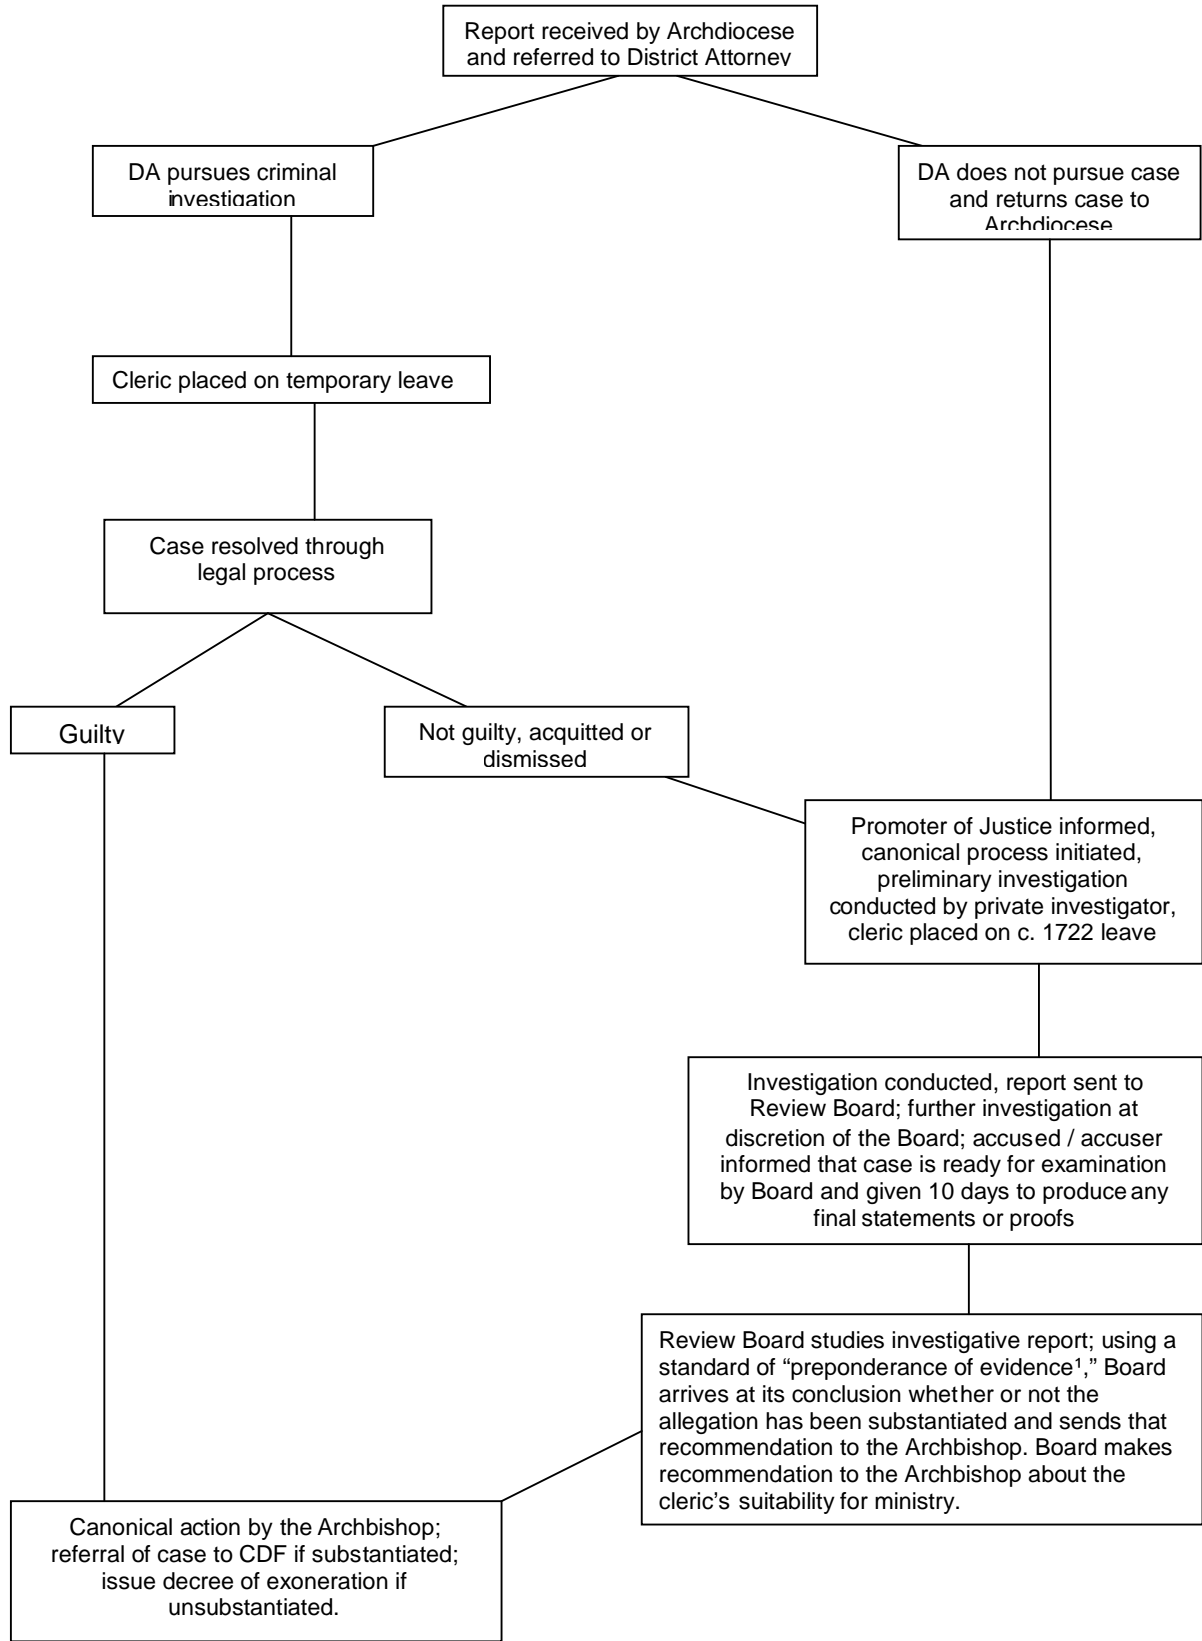 Report received by Archdiocese
and referred to District Attorney
DA pursues criminal
investigation
DA does not pursue case
and returns case to
Archdiocese
Cleric placed on temporary leave
Case resolved through
legal process
Guilty
Not guilty, acquitted or
dismissed
Promoter of Justice informed,
canonical process initiated,
preliminary investigation
conducted by private investigator,
cleric placed on c. 1722 leave
Investigation conducted, report sent to
Review Board; further investigation at
discretion of the Board; accused / accuser
informed that case is ready for examination
by Board and given 10 days to produce any
final statements or proofs
Review Board studies investigative report; using a
standard of “preponderance of evidence¹,” Board
arrives at its conclusion whether or not the
allegation has been substantiated and sends that
recommendation to the Archbishop. Board makes
recommendation to the Archbishop about the
cleric’s suitability for ministry.
Canonical action by the Archbishop;
referral of case to CDF if substantiated;
issue decree of exoneration if
unsubstantiated.